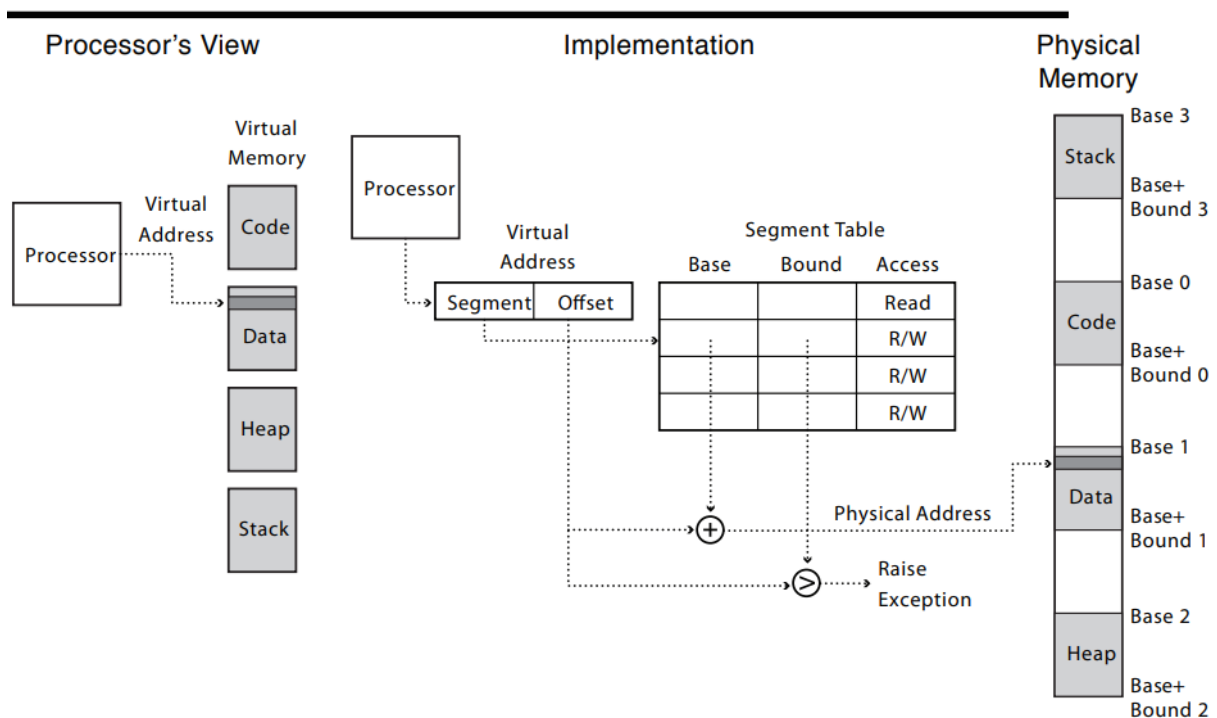 Processor's View
Implementation
Physical
Memory
Virtual
Memory
Processor
Virtual
Address
Code
Data
Heap
Stack
Processor
Virtual
Address
Segment Offset
Segment Table
Base Bound Access
Read
R/W
R/W
R/W
+
Physical Address
>
Raise
Exception
Base 3
Stack
Base+
Bound 3
Base 0
Code
Base+
Bound 0
Base 1
Data
Base+
Bound 1
Base 2
Heap
Base+
Bound 2